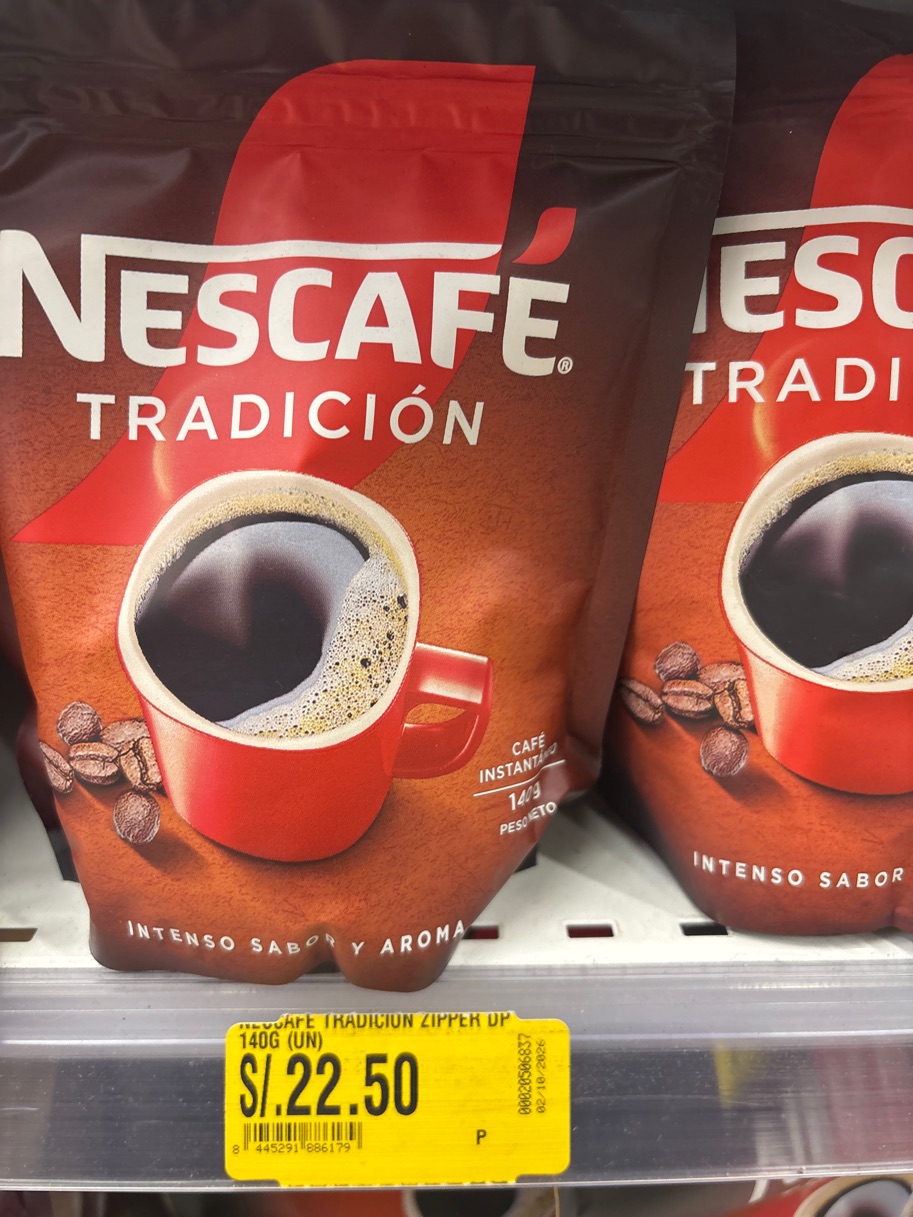 NESCAFÉ®
TRADICIÓN
CAFÉ
INSTANTÁNEO
140g
PESO NETO
INTENSO SABOR Y AROMA
NESC
TRADI
INTENSO SABOR
NESCAFE TRADICION ZIPPER DP
140G (UN)
S/.22.50
00020506837
02/10/2026
P
8 445291 886179